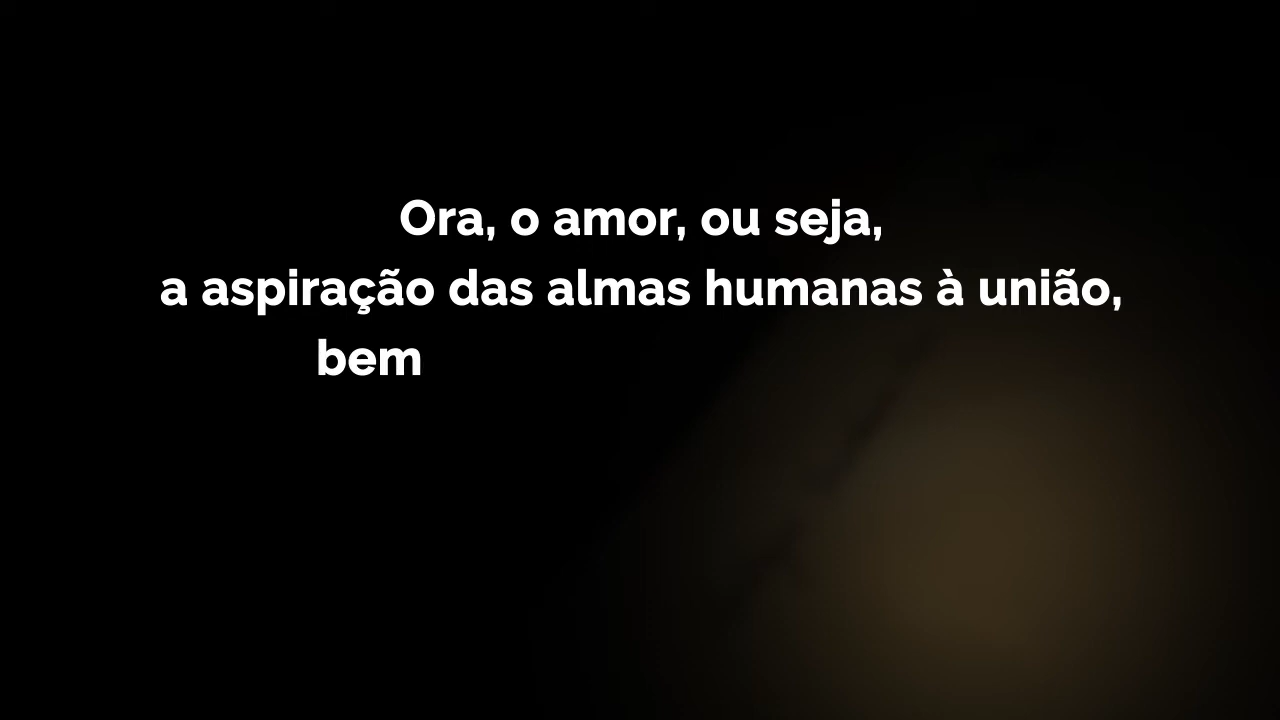 Ora, o amor, ou seja,
a aspiração das almas humanas à união,
bem